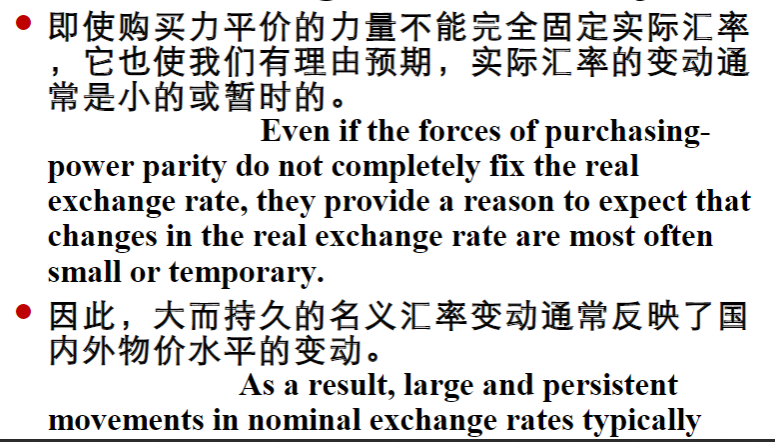 即使购买力平价的力量不能完全固定实际汇率
，它也使我们有理由预期，实际汇率的变动通
常是小的或暂时的。
Even if the forces of purchasing-
power parity do not completely fix the real
exchange rate, they provide a reason to expect that
changes in the real exchange rate are most often
small or temporary.
因此，大而持久的名义汇率变动通常反映了国
内外物价水平的变动。
As a result, large and persistent
movements in nominal exchange rates typically